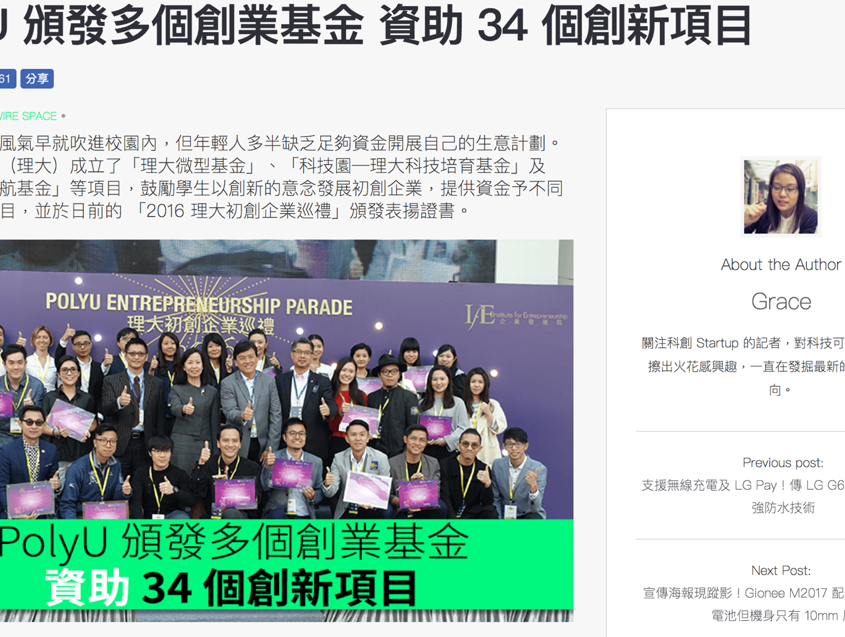 U 頒發多個創業基金 資助 34 個創新項目
61 分享
WIRE SPACE •
風氣早就吹進校園內，但年輕人多半缺乏足夠資金開展自己的生意計劃。
（理大）成立了「理大微型基金」、「科技園—理大科技培育基金」及
航基金」等項目，鼓勵學生以創新的意念發展初創企業，提供資金予不同
目，並於日前的 「2016 理大初創企業巡禮」頒發表揚證書。
POLYU ENTREPRENEURSHIP PARADE
理大初創企業巡禮
IfE Institute for Entrepreneurship
企業發展院
PolyU 頒發多個創業基金
資助 34 個創新項目
About the Author
Grace
關注科創 Startup 的記者，對科技可
擦出火花感興趣，一直在發掘最新的
向。
Previous post:
支援無線充電及 LG Pay！傳 LG G6
強防水技術
Next Post:
宣傳海報現蹤影！Gionee M2017 配
電池但機身只有 10mm